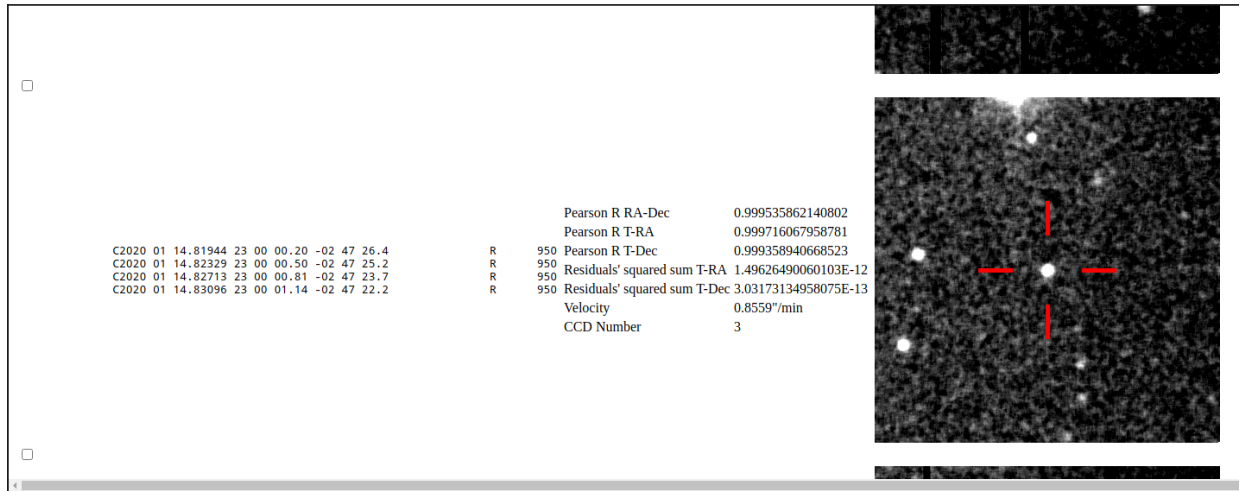 Pearson R RA-Dec 0.999535862140802
Pearson R T-RA 0.999716067958781
C2020 01 14.81944 23 00 00.20 -02 47 26.4 R 950 Pearson R T-Dec 0.999358940668523
C2020 01 14.82329 23 00 00.50 -02 47 25.2 R 950
C2020 01 14.82713 23 00 00.81 -02 47 23.7 R 950 Residuals' squared sum T-RA 1.49626490060103E-12
C2020 01 14.83096 23 00 01.14 -02 47 22.2 R 950 Residuals' squared sum T-Dec 3.03173134958075E-13
Velocity 0.8559"/min
CCD Number 3